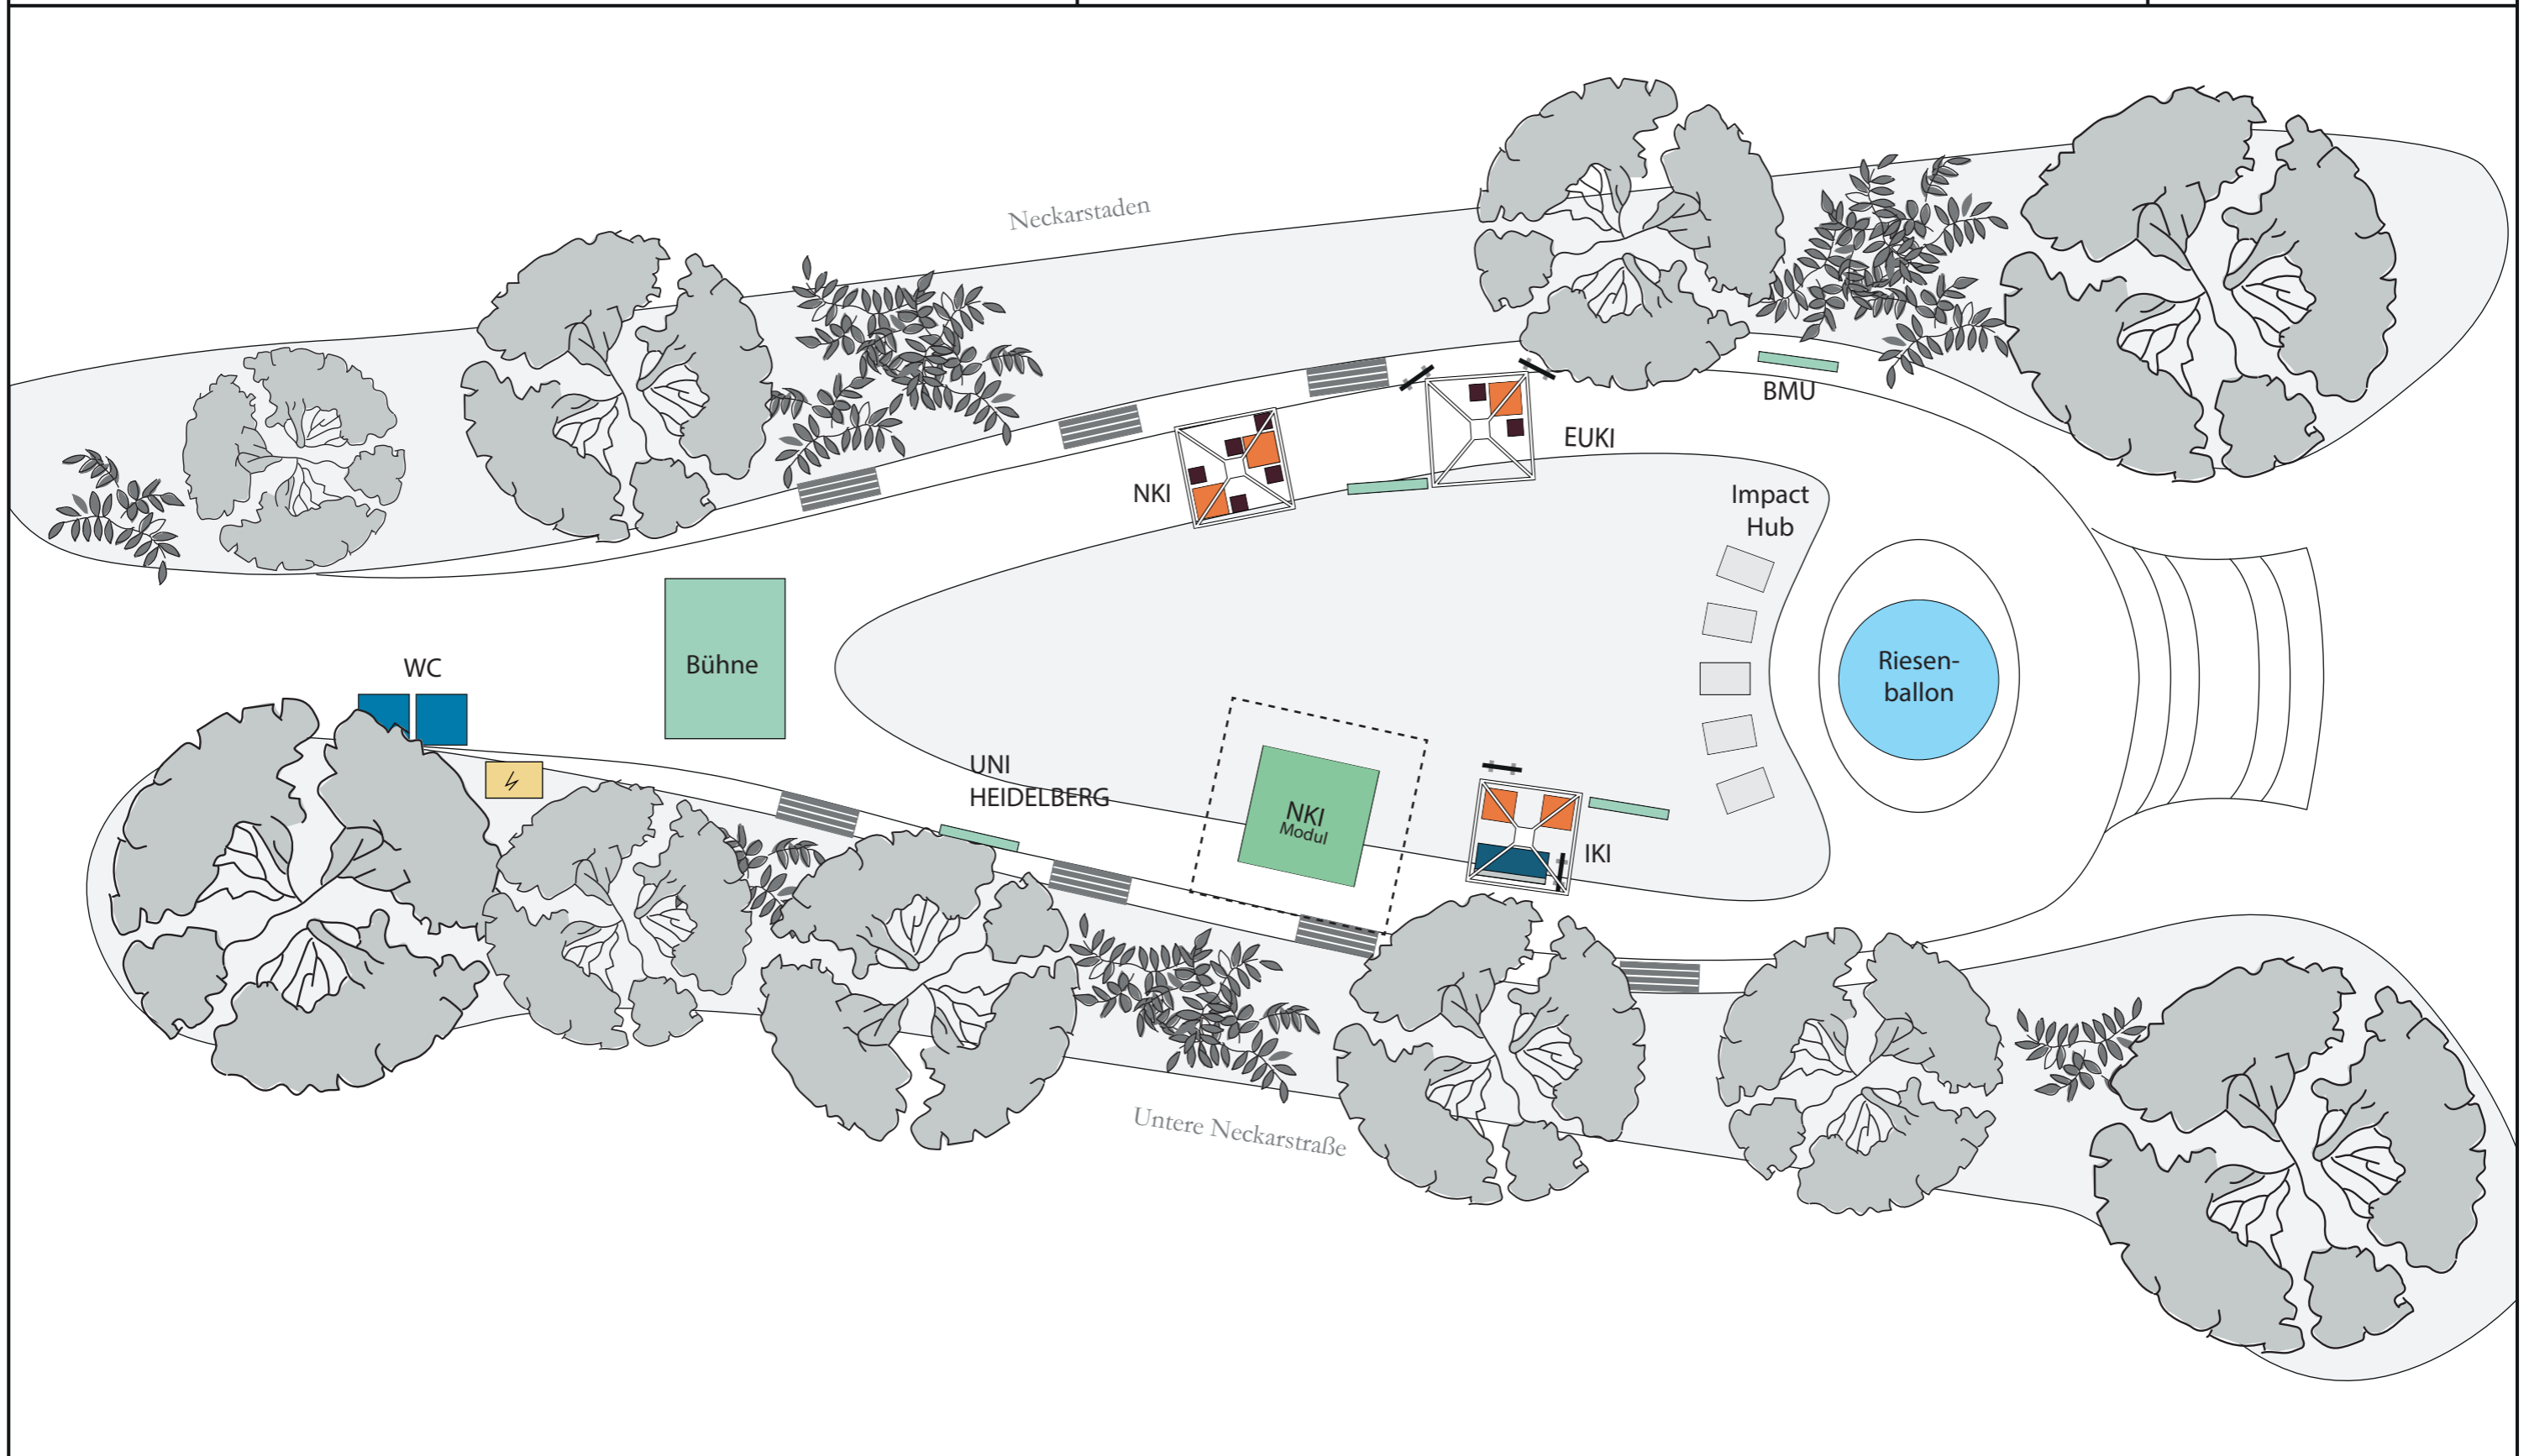 Neckarstaden
BMU
EUKI
NKI
Impact
Hub
WC
Bühne
Riesen-
ballon
UNI
HEIDELBERG
NKI
Modul
IKI
Untere Neckarstraße